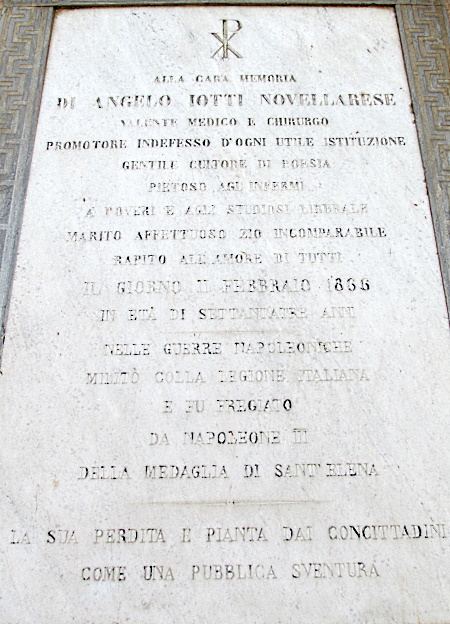 ALLA CARA MEMORIA
DI ANGELO IOTTI NOVELLARESE
VALENTE MEDICO E CHIRURGO
PROMOTORE INDEFESSO D'OGNI UTILE ISTITUZIONE
GENTILE CULTORE DI POESIA
PIETOSO AGL'INFERMI
A POVERI E AGLI STUDIOSI LIBERALE
MARITO AFFETTUOSO ZIO INCOMPARABILE
RAPITO ALL'AMORE DI TUTTI
IL GIORNO 11 FEBBRAIO
IN ETÀ DI SETTANTATRE ANNI
NELLE GUERRE NAPOLEONICHE
MILITÒ COLLA LEGIONE ITALIANA
E FU FREGIATO
DA NAPOLEONE III
DELLA MEDAGLIA DI SANT'ELENA
LA SUA PERDITA E PIANTA DAI CONCITTADINI
COME UNA PUBBLICA SVENTURA